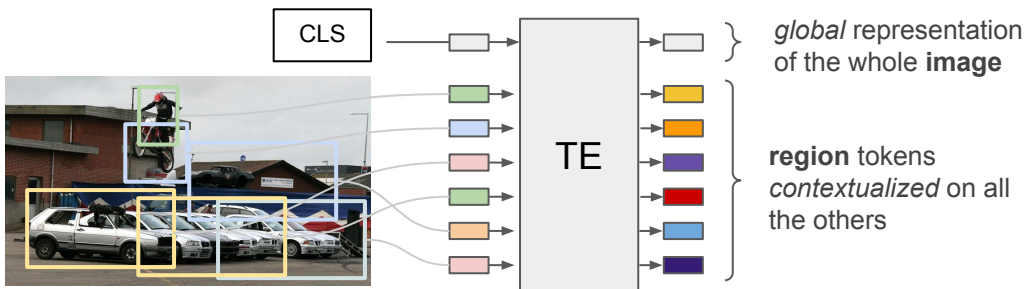 CLS
global representation
of the whole image
TE
region tokens
contextualized on all
the others